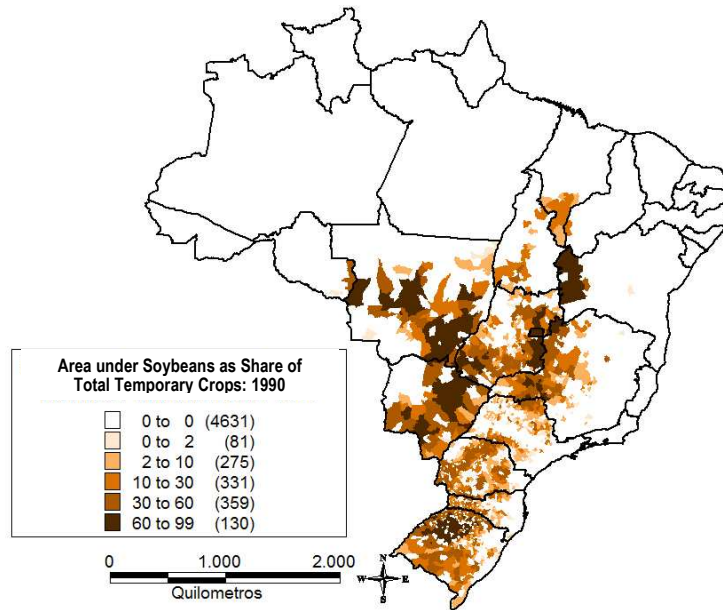 Area under Soybeans as Share of
Total Temporary Crops: 1990
0 to 0 (4631)
0 to 2 (81)
2 to 10 (275)
10 to 30 (331)
30 to 60 (359)
60 to 99 (130)
0 1.000 2.000
Quilometros
N
W E
S